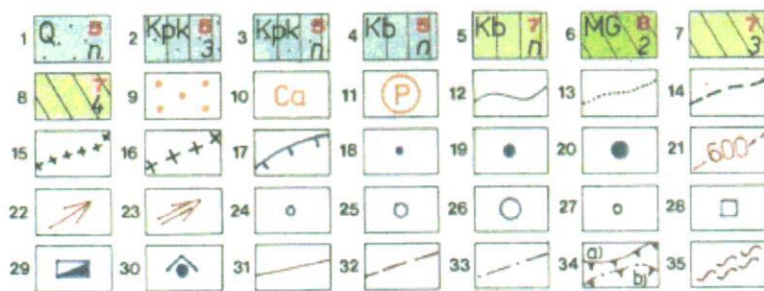 1 Q 5 n 2 Kpk 5 3 3 Kpk 5 n 4 Kb 5 n 5 Kb 7 n 6 MG 8 2 7 7 3
8 7 4 9 10 Ca 11 P 12 13 14
15 16 17 18 19 20 21 600
22 23 24 25 26 27 28
29 30 31 32 33 34 a) b) 35